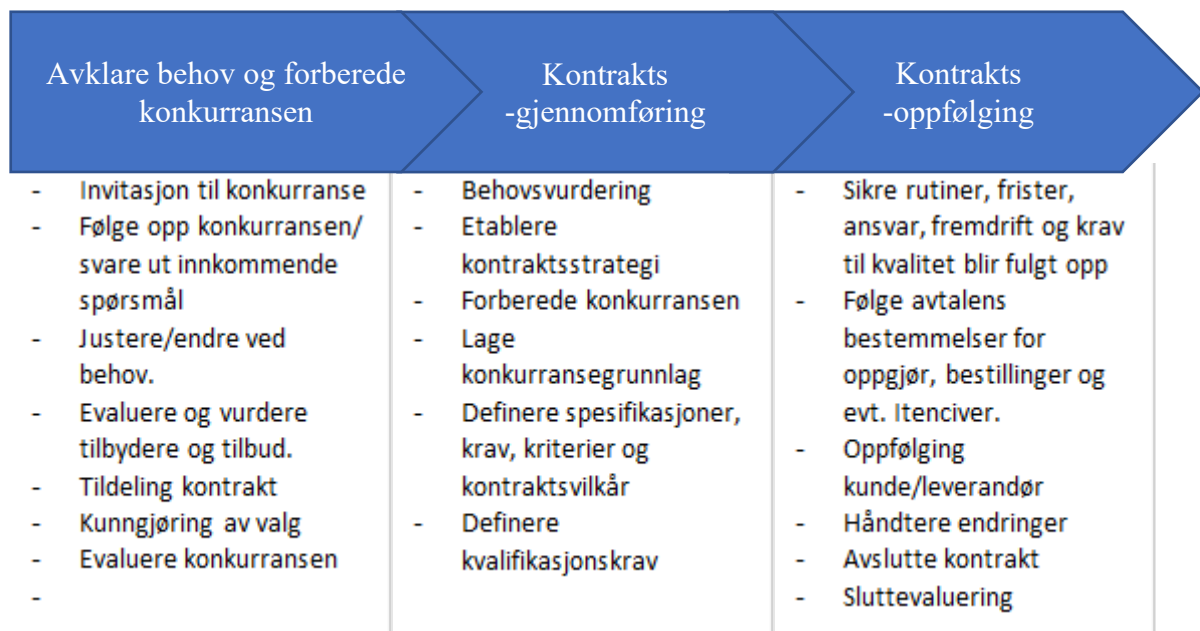 Avklare behov og forberede
konkurransen
Kontrakts
-gjennomføring
Kontrakts
-oppfølging
- Invitasjon til konkurranse
- Følge opp konkurransen/
svare ut innkommende
spørsmål
- Justere/endre ved
behov.
- Evaluere og vurdere
tilbydere og tilbud.
- Tildeling kontrakt
- Kunngjøring av valg
- Evaluere konkurransen
-
- Behovsvurdering
- Etablere
kontraktsstrategi
- Forberede konkurransen
- Lage
konkurransegrunnlag
- Definere spesifikasjoner,
krav, kriterier og
kontraktsvilkår
- Definere
kvalifikasjonskrav
- Sikre rutiner, frister,
ansvar, fremdrift og krav
til kvalitet blir fulgt opp
- Følge avtalens
bestemmelser for
oppgjør, bestillinger og
evt. Itenciver.
- Oppfølging
kunde/leverandør
- Håndtere endringer
- Avslutte kontrakt
- Sluttevaluering